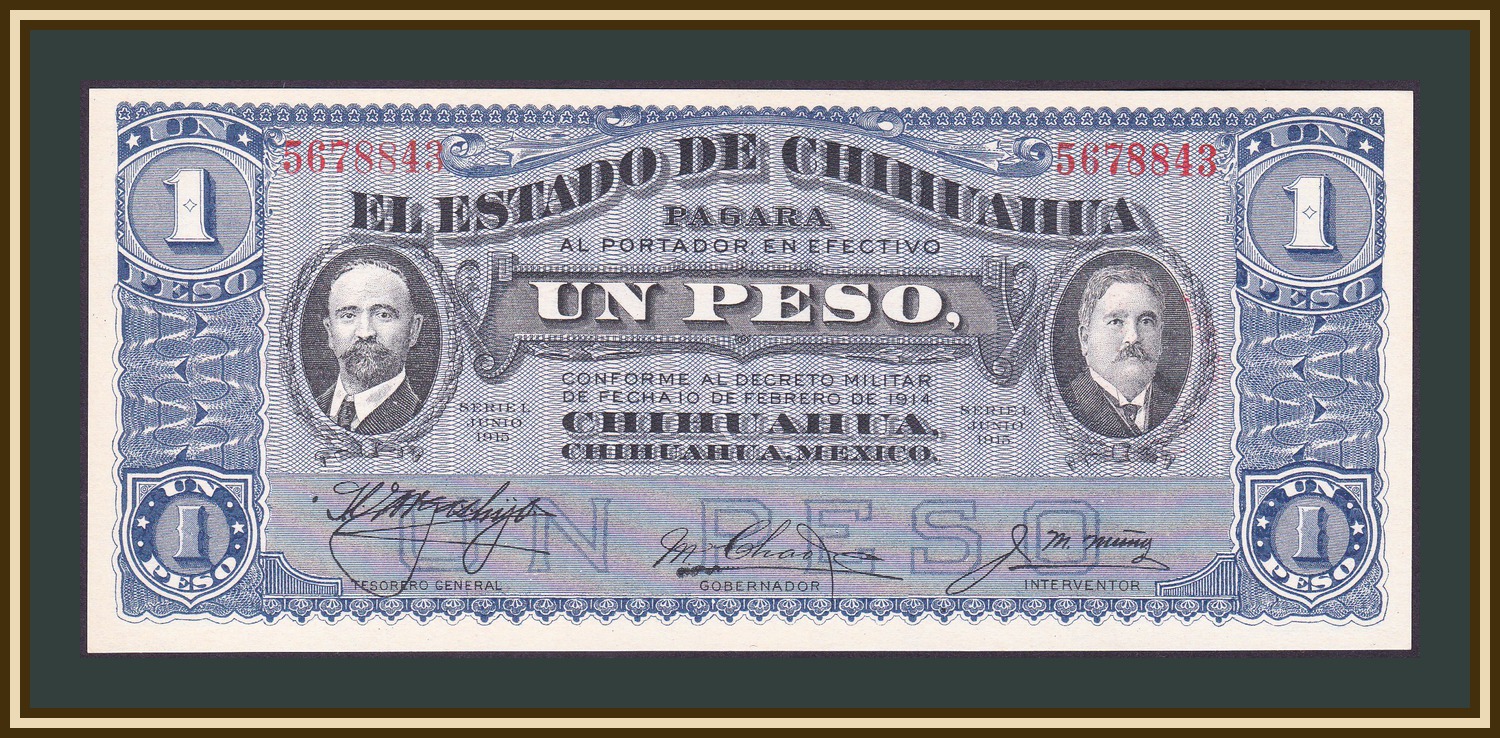 UN
1
PESO
5678843
EL ESTADO DE CHIHUAHUA
5678843
UN
1
PESO
PAGARA
AL PORTADOR, EN EFECTIVO
UN PESO,
CONFORME AL DECRETO MILITAR
DE FECHA 10 DE FEBRERO DE 1914.
CHIHUAHUA,
CHIHUAHUA, MEXICO.
SERIE
JUNIO
1915
SERIE
JUNIO
1915
UN
1
PESO
UN PESO
UN
1
PESO
TESORERO GENERAL
GOBERNADOR
INTERVENTOR